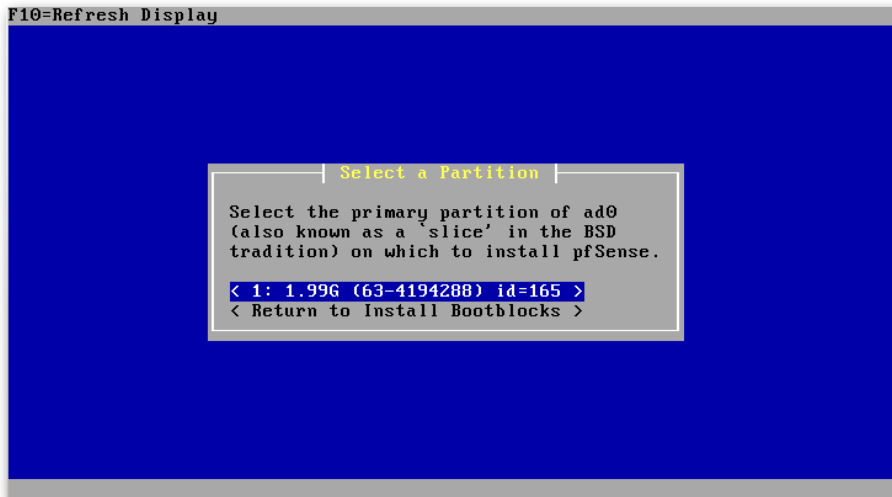 F10=Refresh Display
Select a Partition
Select the primary partition of ad0
(also known as a `slice' in the BSD
tradition) on which to install pfSense.
< 1: 1.99G (63-4194288) id=165 >
< Return to Install Bootblocks >